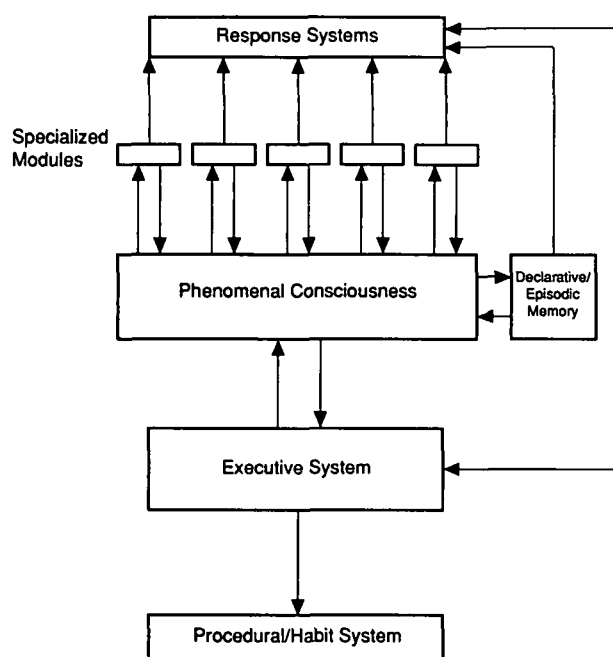 Response Systems
Specialized
Modules
Phenomenal Consciousness
Declarative/
Episodic
Memory
Executive System
Procedural/Habit System